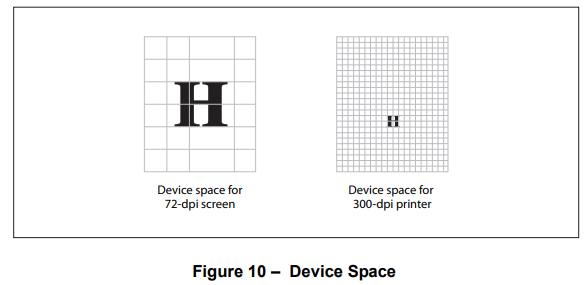 H
H
Device space for
72-dpi screen
Device space for
300-dpi printer
Figure 10 – Device Space